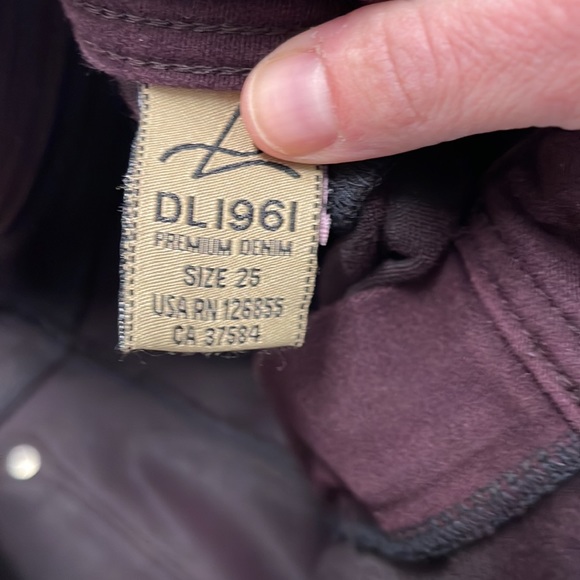 DL1961
PREMIUM DENIM
SIZE 25
USA RN 126855
CA 37584